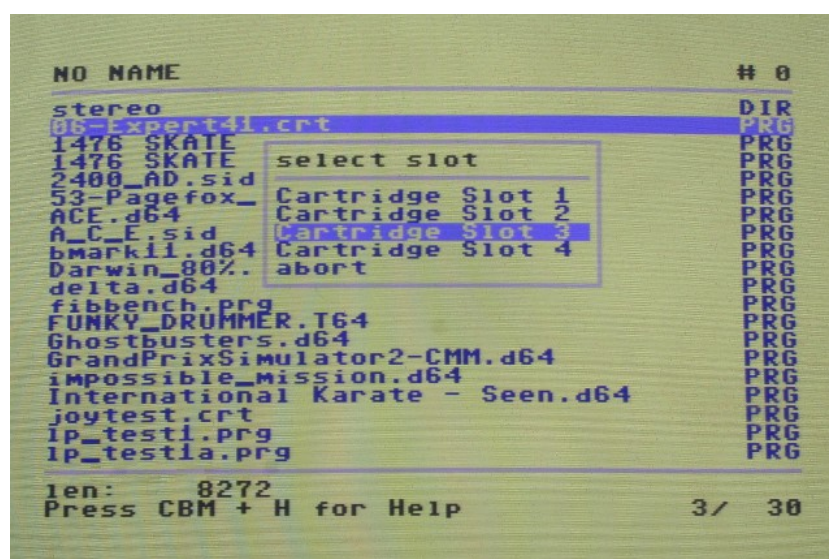 NO NAME # 0
stereo DIR
06-Expert41.crt PRG
1476 SKATE PRG
1476 SKATE PRG
2400_AD.sid PRG
53-Pagefox_ PRG
ACE.d64 PRG
A_C_E.sid PRG
bmark11.d64 PRG
Darwin_80%. PRG
delta.d64 PRG
fibbench.prg PRG
FUNKY_DRUMMER.T64 PRG
Ghostbusters.d64 PRG
GrandPrixSimulator2-CMM.d64 PRG
impossible_mission.d64 PRG
International Karate - Seen.d64 PRG
joytest.crt PRG
lp_test1.prg PRG
lp_test1a.prg PRG
select slot
Cartridge Slot 1
Cartridge Slot 2
Cartridge Slot 3
Cartridge Slot 4
abort
len: 8272
Press CBM + H for Help 3/ 30